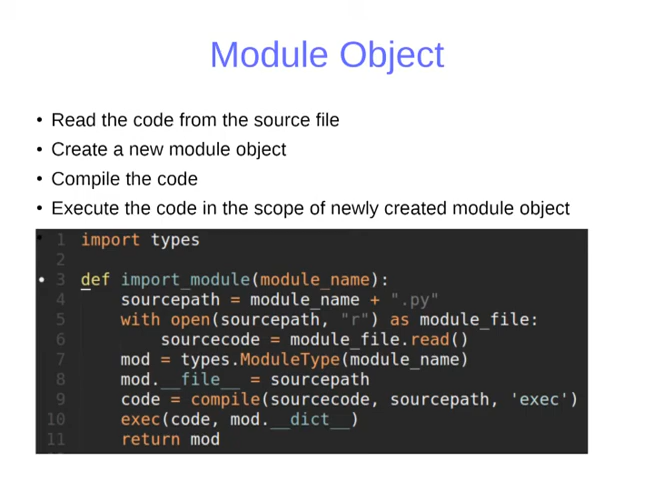 Module Object
• Read the code from the source file
• Create a new module object
• Compile the code
• Execute the code in the scope of newly created module object
1 import types
2
3 def import_module(module_name):
4     sourcepath = module_name + ".py"
5     with open(sourcepath, "r") as module_file:
6         sourcecode = module_file.read()
7     mod = types.ModuleType(module_name)
8     mod.__file__ = sourcepath
9     code = compile(sourcecode, sourcepath, 'exec')
10     exec(code, mod.__dict__)
11     return mod